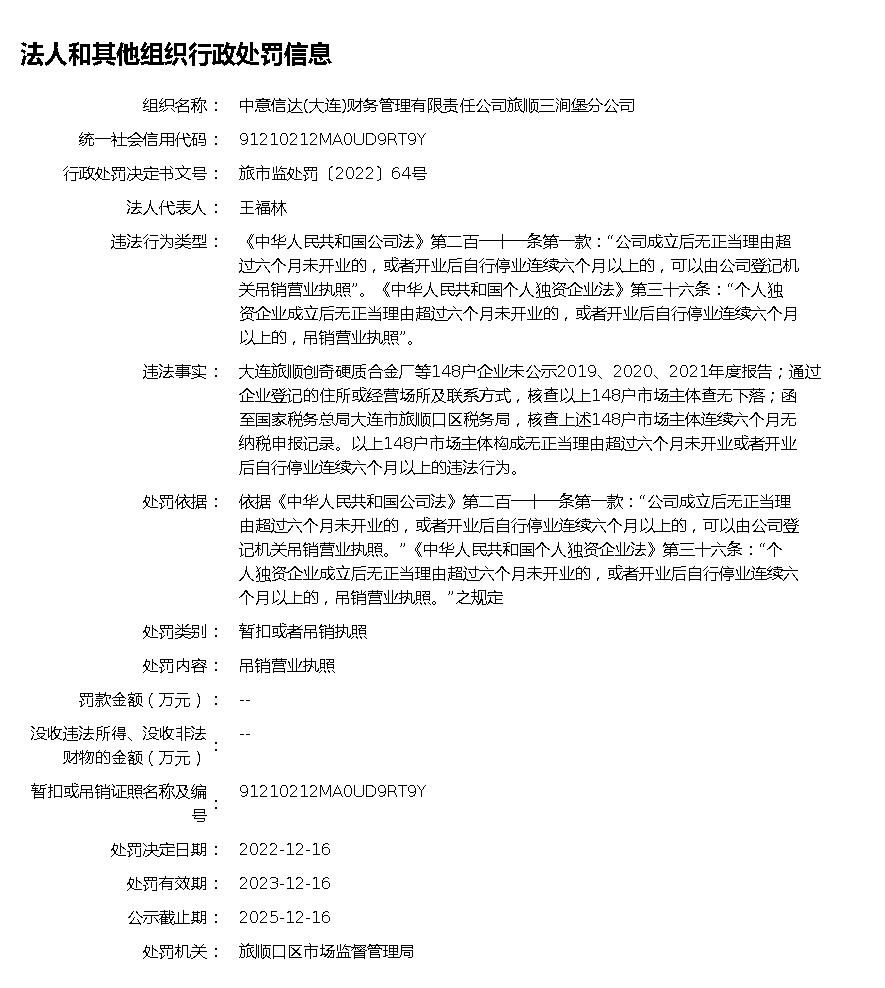 法人和其他组织行政处罚信息
组织名称： 中意信达(大连)财务管理有限责任公司旅顺三涧堡分公司
统一社会信用代码： 91210212MA0UD9RT9Y
行政处罚决定书文号： 旅市监处罚〔2022〕64号
法人代表人： 王福林
违法行为类型： 《中华人民共和国公司法》第二百一十一条第一款：“公司成立后无正当理由超
过六个月未开业的，或者开业后自行停业连续六个月以上的，可以由公司登记机
关吊销营业执照”。《中华人民共和国个人独资企业法》第三十六条：“个人独
资企业成立后无正当理由超过六个月未开业的，或者开业后自行停业连续六个月
以上的，吊销营业执照”。
违法事实： 大连旅顺创奇硬质合金厂等148户企业未公示2019、2020、2021年度报告；通过
企业登记的住所或经营场所及联系方式，核查以上148户市场主体查无下落；函
至国家税务总局大连市旅顺口区税务局，核查上述148户市场主体连续六个月无
纳税申报记录。以上148户市场主体构成无正当理由超过六个月未开业或者开业
后自行停业连续六个月以上的违法行为。
处罚依据： 依据《中华人民共和国公司法》第二百一十一条第一款：“公司成立后无正当理
由超过六个月未开业的，或者开业后自行停业连续六个月以上的，可以由公司登
记机关吊销营业执照。”《中华人民共和国个人独资企业法》第三十六条：“个
人独资企业成立后无正当理由超过六个月未开业的，或者开业后自行停业连续六
个月以上的，吊销营业执照。”之规定
处罚类别： 暂扣或者吊销执照
处罚内容： 吊销营业执照
罚款金额（万元）： --
没收违法所得、没收非法
财物的金额（万元）： --
暂扣或吊销证照名称及编
号： 91210212MA0UD9RT9Y
处罚决定日期： 2022-12-16
处罚有效期： 2023-12-16
公示截止期： 2025-12-16
处罚机关： 旅顺口区市场监督管理局